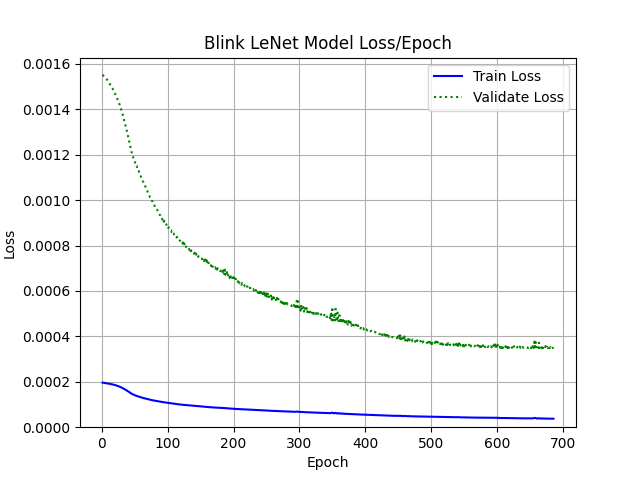 Blink LeNet Model Loss/Epoch
Train Loss
Validate Loss
Loss
0.0016
0.0014
0.0012
0.0010
0.0008
0.0006
0.0004
0.0002
0.0000
0 100 200 300 400 500 600 700
Epoch